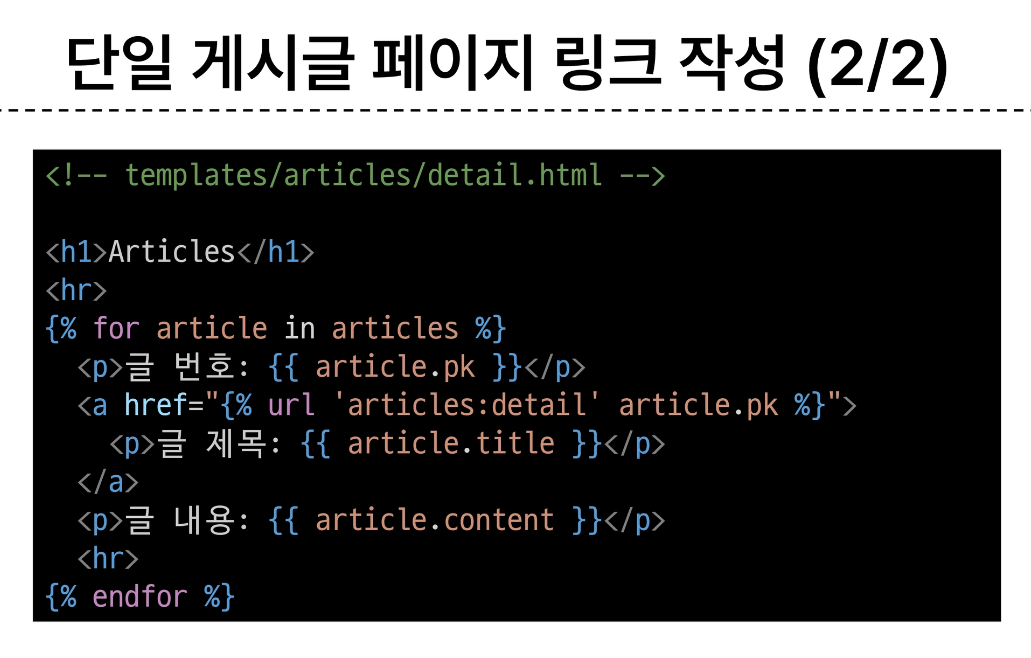 단일 게시글 페이지 링크 작성 (2/2)
<!-- templates/articles/detail.html -->
<h1>Articles</h1>
<hr>
{% for article in articles %}
  <p>글 번호: {{ article.pk }}</p>
  <a href="{% url 'articles:detail' article.pk %}">
    <p>글 제목: {{ article.title }}</p>
  </a>
  <p>글 내용: {{ article.content }}</p>
  <hr>
{% endfor %}